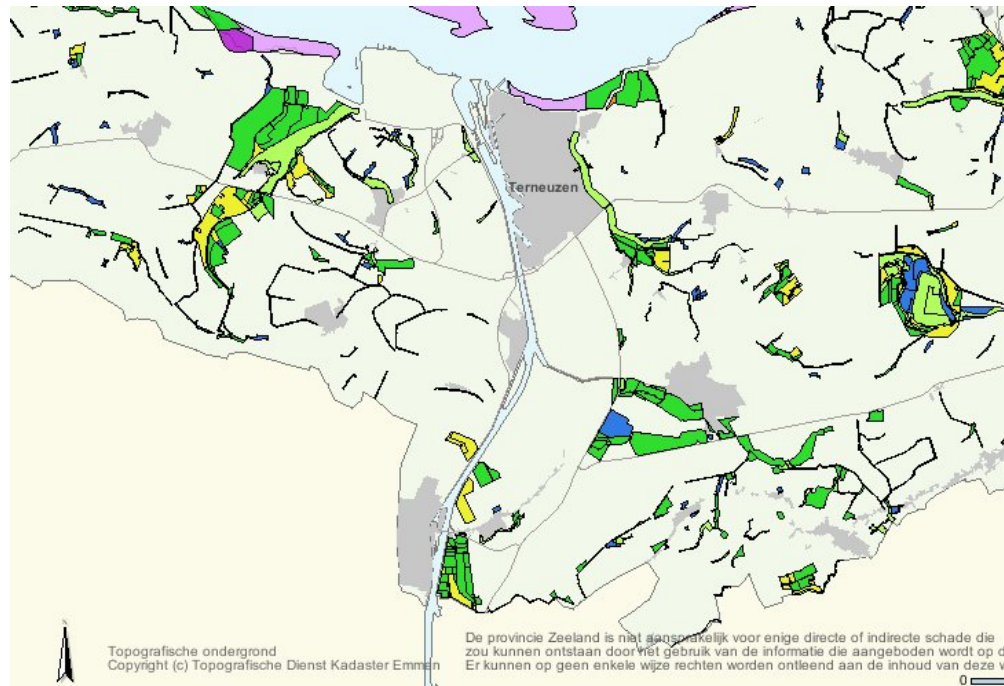 Terneuzen
Topografische ondergrond
Copyright (c) Topografische Dienst Kadaster Emmen
De provincie Zeeland is niet aansprakelijk voor enige directe of indirecte schade die
zou kunnen ontstaan door het gebruik van de informatie die aangeboden wordt op d
Er kunnen op geen enkele wijze rechten worden ontleend aan de inhoud van deze w
0